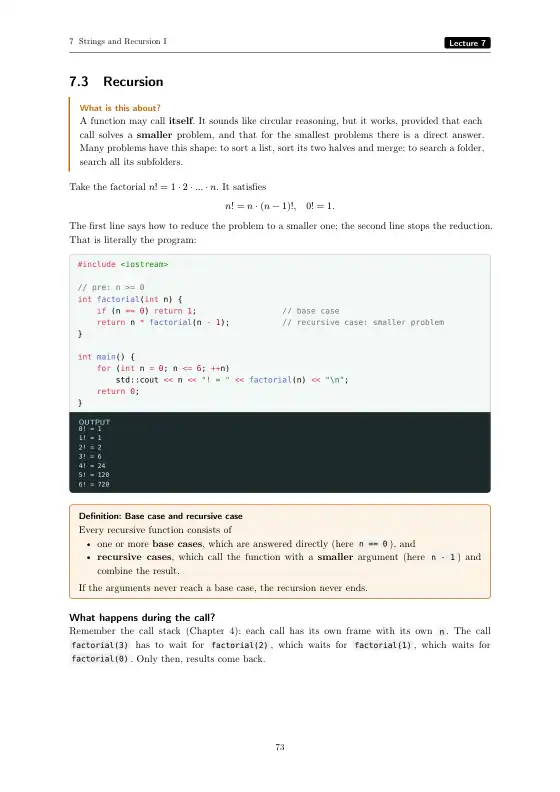 7 Strings and Recursion I
Lecture 7
7.3 Recursion
What is this about?
A function may call itself. It sounds like circular reasoning, but it works, provided that each
call solves a smaller problem, and that for the smallest problems there is a direct answer.
Many problems have this shape: to sort a list, sort its two halves and merge; to search a folder,
search all its subfolders.
Take the factorial n! = 1 · 2 · ... · n. It satisfies
n! = n · (n − 1)!, 0! = 1.
The first line says how to reduce the problem to a smaller one; the second line stops the reduction.
That is literally the program:
#include <iostream>
// pre: n >= 0
int factorial(int n) {
    if (n == 0) return 1;                  // base case
    return n * factorial(n - 1);           // recursive case: smaller problem
}
int main() {
    for (int n = 0; n <= 6; ++n)
        std::cout << n << "! = " << factorial(n) << "\n";
    return 0;
}
OUTPUT
0! = 1
1! = 1
2! = 2
3! = 6
4! = 24
5! = 120
6! = 720
Definition: Base case and recursive case
Every recursive function consists of
• one or more base cases, which are answered directly (here n == 0), and
• recursive cases, which call the function with a smaller argument (here n - 1) and
combine the result.
If the arguments never reach a base case, the recursion never ends.
What happens during the call?
Remember the call stack (Chapter 4): each call has its own frame with its own n. The call
factorial(3) has to wait for factorial(2), which waits for factorial(1), which waits for
factorial(0). Only then, results come back.
73